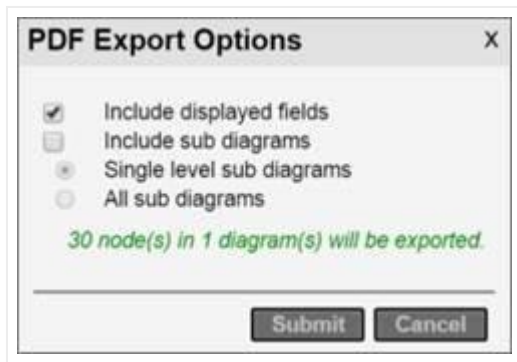 PDF Export Options X
Include displayed fields
Include sub diagrams
Single level sub diagrams
All sub diagrams
30 node(s) in 1 diagram(s) will be exported.
Submit Cancel